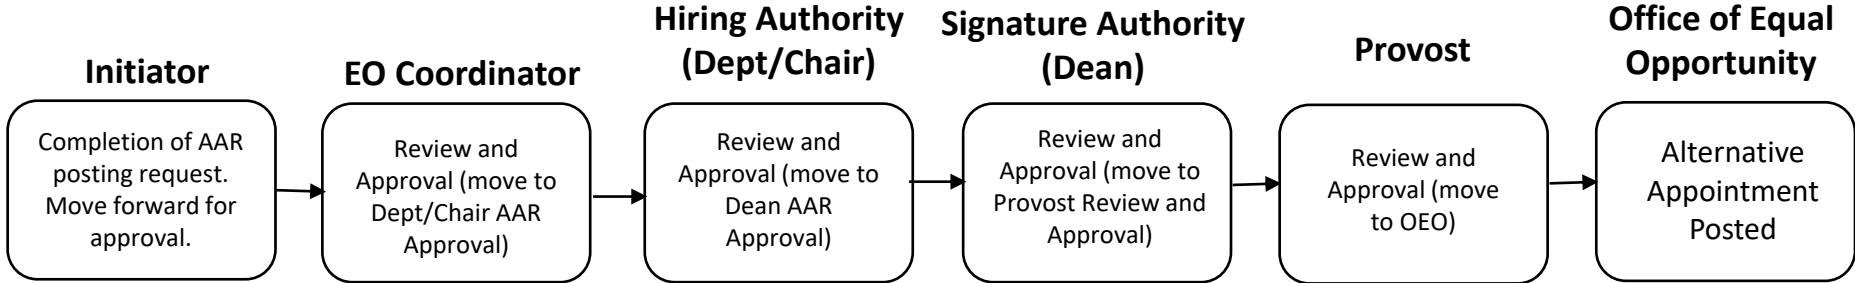 Initiator
Completion of AAR
posting request.
Move forward for
approval.
EO Coordinator
Review and
Approval (move to
Dept/Chair AAR
Approval)
Hiring Authority
(Dept/Chair)
Review and
Approval (move to
Dean AAR
Approval)
Signature Authority
(Dean)
Review and
Approval (move to
Provost Review and
Approval)
Provost
Review and
Approval (move
to OEO)
Office of Equal
Opportunity
Alternative
Appointment
Posted